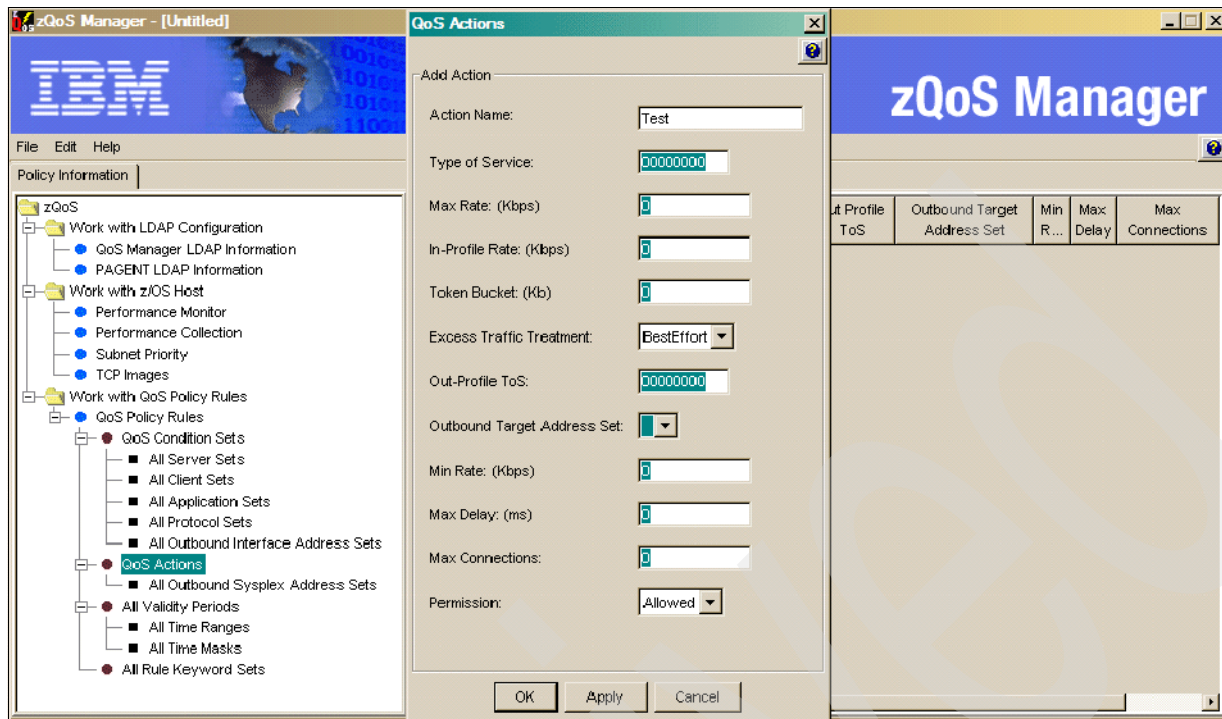 zQoS Manager - [Untitled]
IBM
zQoS Manager
File Edit Help
Policy Information
zQoS
Work with LDAP Configuration
QoS Manager LDAP Information
PAGENT LDAP Information
Work with z/OS Host
Performance Monitor
Performance Collection
Subnet Priority
TCP Images
Work with QoS Policy Rules
QoS Policy Rules
QoS Condition Sets
All Server Sets
All Client Sets
All Application Sets
All Protocol Sets
All Outbound Interface Address Sets
QoS Actions
All Outbound Sysplex Address Sets
All Validity Periods
All Time Ranges
All Time Masks
All Rule Keyword Sets
QoS Actions
Add Action
Action Name: Test
Type of Service: 00000000
Max Rate: (Kbps) 0
In-Profile Rate: (Kbps) 0
Token Bucket: (Kb) 0
Excess Traffic Treatment: BestEffort
Out-Profile ToS: 00000000
Outbound Target Address Set:
Min Rate: (Kbps) 0
Max Delay: (ms) 0
Max Connections: 0
Permission: Allowed
OK Apply Cancel
ut Profile ToS
Outbound Target Address Set
Min R...
Max Delay
Max Connections